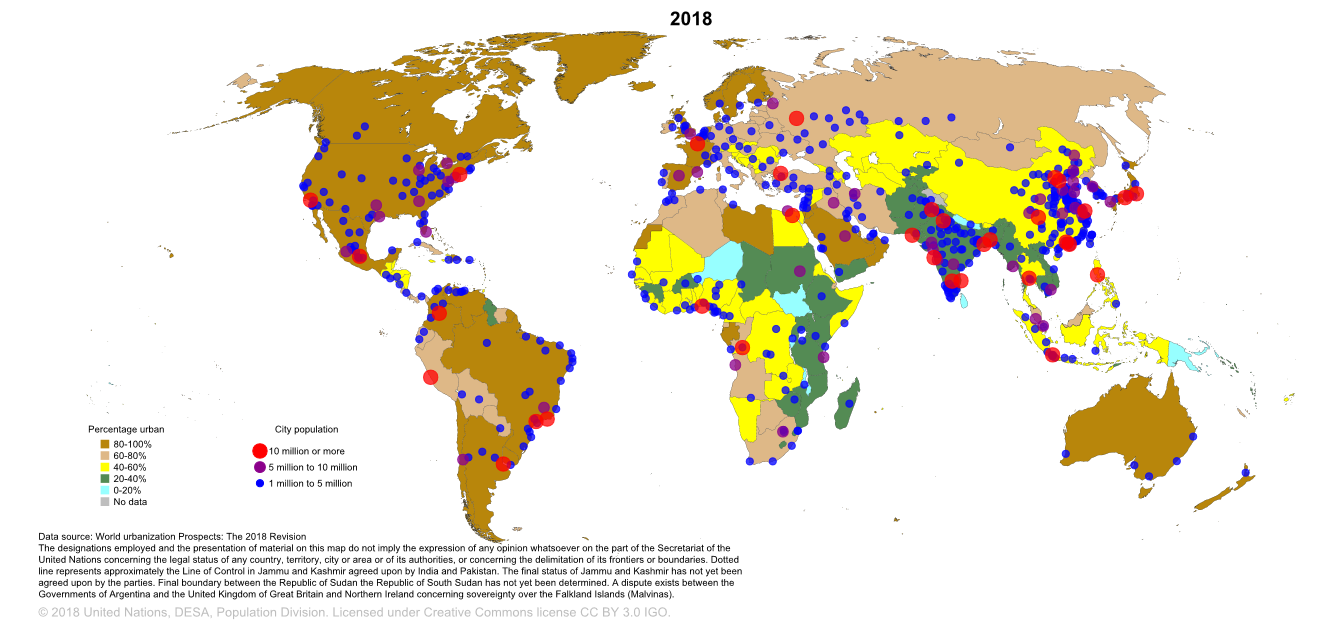 2018
Percentage urban
80-100%
60-80%
40-60%
20-40%
0-20%
No data
City population
10 million or more
5 million to 10 million
1 million to 5 million
Data source: World urbanization Prospects: The 2018 Revision
The designations employed and the presentation of material on this map do not imply the expression of any opinion whatsoever on the part of the Secretariat of the
United Nations concerning the legal status of any country, territory, city or area or of its authorities, or concerning the delimitation of its frontiers or boundaries. Dotted
line represents approximately the Line of Control in Jammu and Kashmir agreed upon by India and Pakistan. The final status of Jammu and Kashmir has not yet been
agreed upon by the parties. Final boundary between the Republic of Sudan the Republic of South Sudan has not yet been determined. A dispute exists between the
Governments of Argentina and the United Kingdom of Great Britain and Northern Ireland concerning sovereignty over the Falkland Islands (Malvinas).
© 2018 United Nations, DESA, Population Division. Licensed under Creative Commons license CC BY 3.0 IGO.